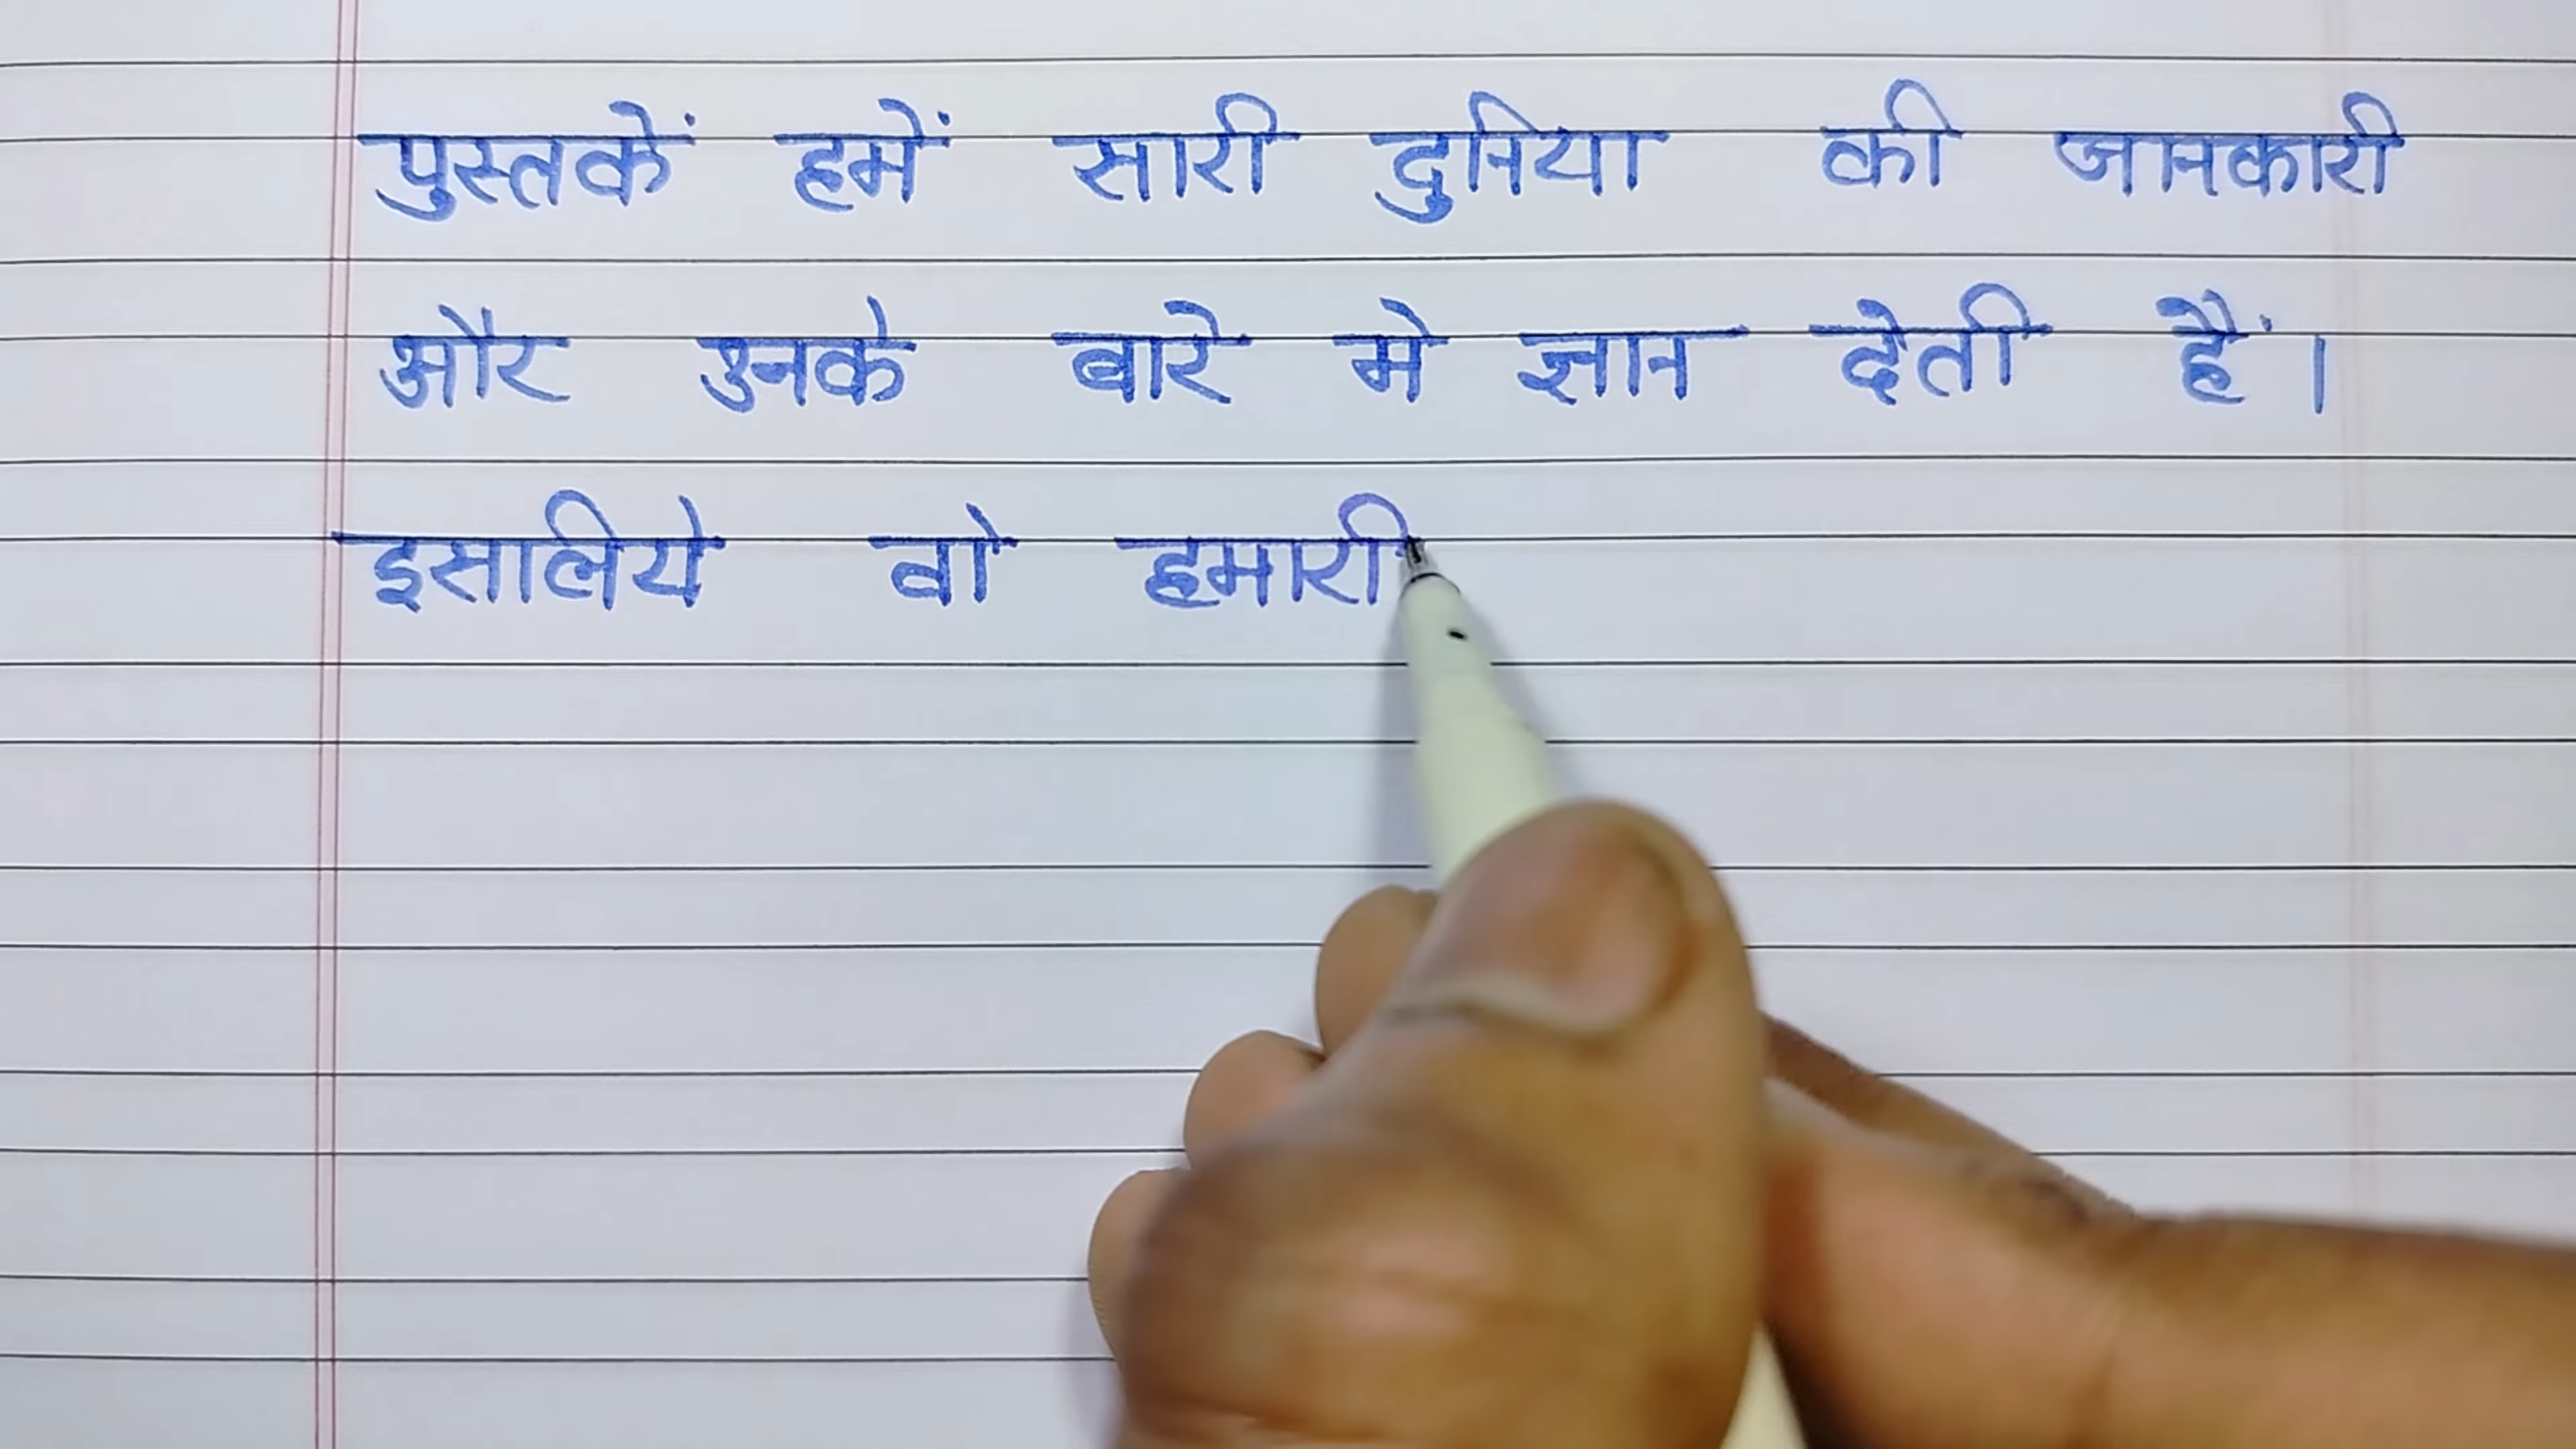 पुस्तकें हमें सारी दुनिया की जानकारी
और उनके बारे मे ज्ञान देती हैं।
इसलिये वो हमारी